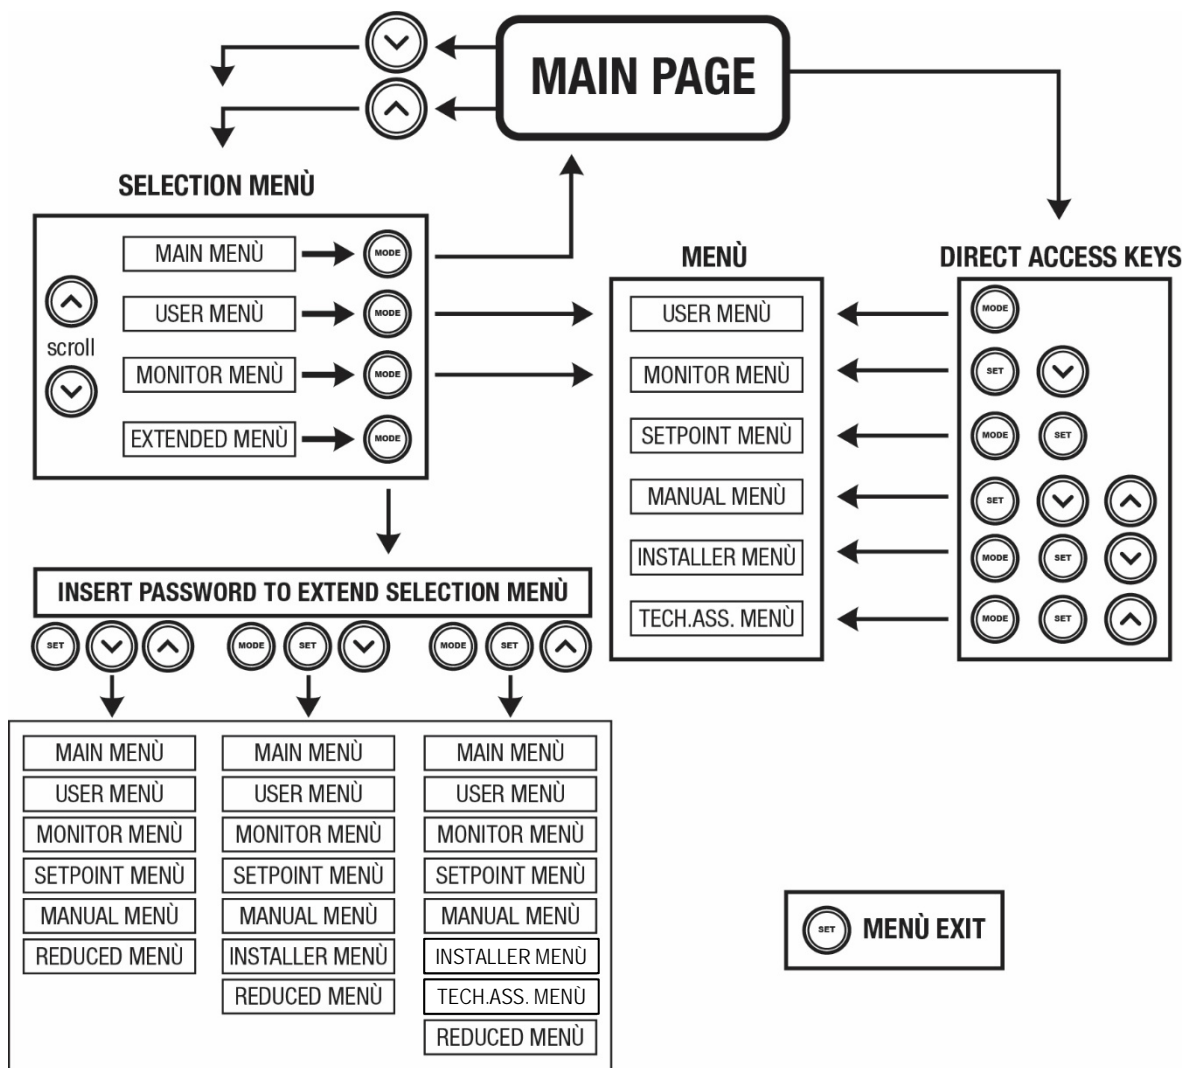 MAIN PAGE
SELECTION MENÙ
MAIN MENÙ MODE
USER MENÙ MODE
scroll
MONITOR MENÙ MODE
EXTENDED MENÙ MODE
MENÙ
USER MENÙ
MONITOR MENÙ
SETPOINT MENÙ
MANUAL MENÙ
INSTALLER MENÙ
TECH.ASS. MENÙ
DIRECT ACCESS KEYS
MODE
SET
MODE SET
SET
MODE SET
MODE SET
INSERT PASSWORD TO EXTEND SELECTION MENÙ
SET
MODE SET
MODE SET
MAIN MENÙ
USER MENÙ
MONITOR MENÙ
SETPOINT MENÙ
MANUAL MENÙ
REDUCED MENÙ
MAIN MENÙ
USER MENÙ
MONITOR MENÙ
SETPOINT MENÙ
MANUAL MENÙ
INSTALLER MENÙ
REDUCED MENÙ
MAIN MENÙ
USER MENÙ
MONITOR MENÙ
SETPOINT MENÙ
MANUAL MENÙ
INSTALLER MENÙ
TECH.ASS. MENÙ
REDUCED MENÙ
SET MENÙ EXIT